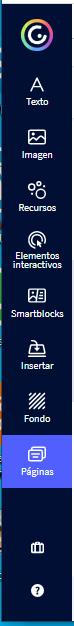 Texto
Imagen
Recursos
Elementos
interactivos
Smartblocks
Insertar
Fondo
Páginas
?